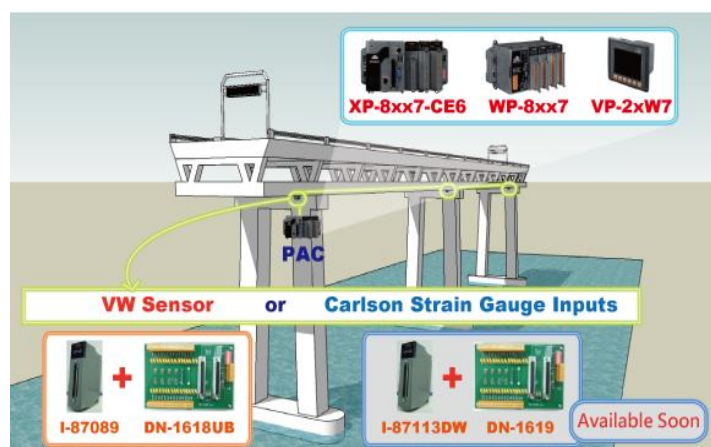 XP-8xx7-CE6 WP-8xx7 VP-2xW7
PAC
VW Sensor or Carlson Strain Gauge Inputs
I-87089 + DN-1618UB
I-87113DW + DN-1619
Available Soon